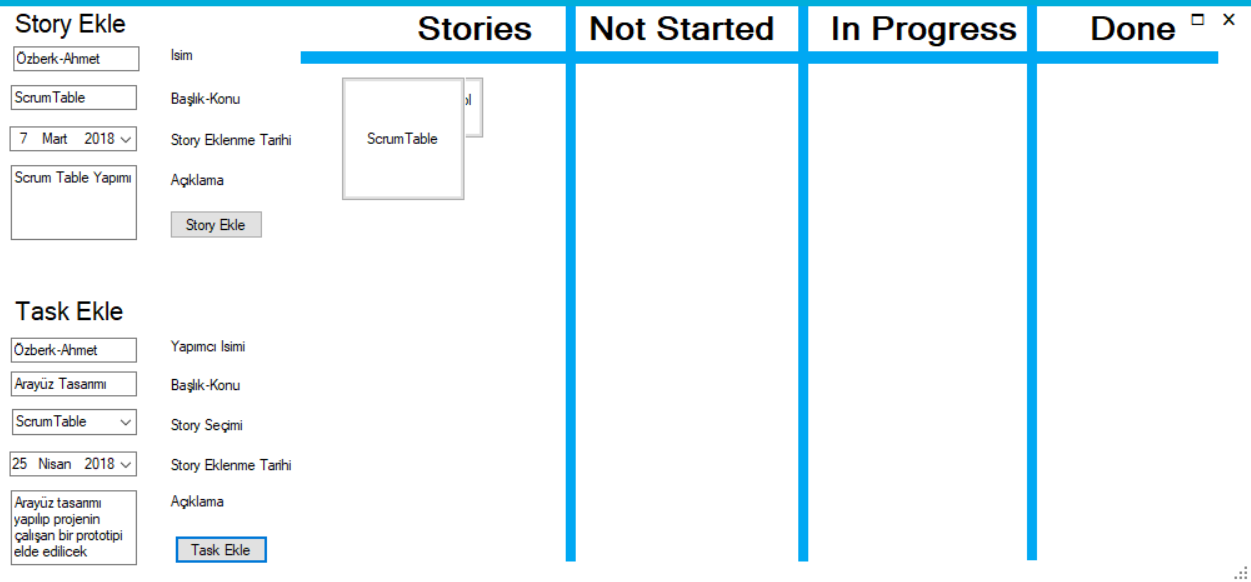 Story Ekle
Özberk-Ahmet
Isim
ScrumTable
Başlık-Konu
7 Mart 2018
Story Eklenme Tarihi
Scrum Table Yapımı
Açıklama
Story Ekle
Task Ekle
Özberk-Ahmet
Yapımcı Isimi
Arayüz Tasarımı
Başlık-Konu
ScrumTable
Story Seçimi
25 Nisan 2018
Story Eklenme Tarihi
Arayüz tasarımı
yapılıp projenin
çalışan bir prototipi
elde edilicek
Açıklama
Task Ekle
Stories
Not Started
In Progress
Done
ScrumTable